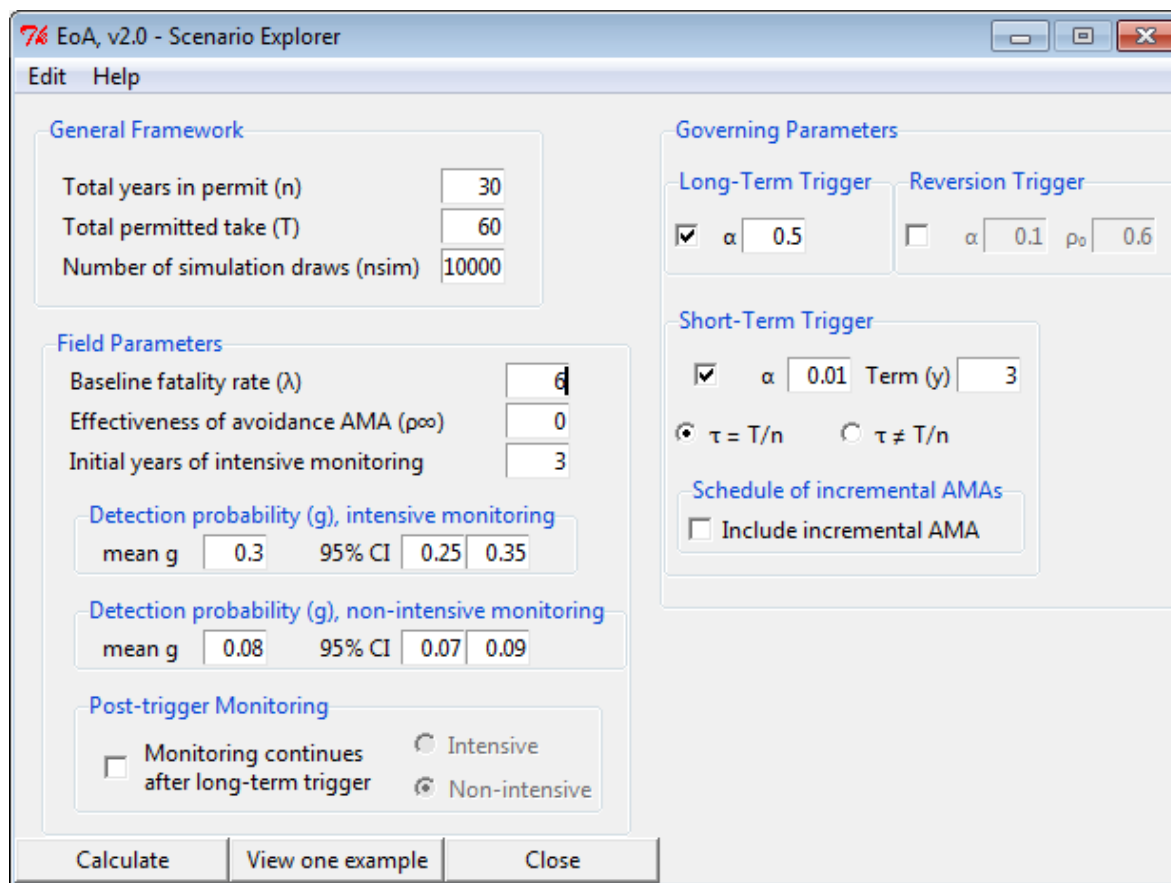 EoA, v2.0 - Scenario Explorer
Edit Help
General Framework
Total years in permit (n) 30
Total permitted take (T) 60
Number of simulation draws (nsim) 10000
Field Parameters
Baseline fatality rate (λ) 6
Effectiveness of avoidance AMA (ρ∞) 0
Initial years of intensive monitoring 3
Detection probability (g), intensive monitoring
mean g 0.3 95% CI 0.25 0.35
Detection probability (g), non-intensive monitoring
mean g 0.08 95% CI 0.07 0.09
Post-trigger Monitoring
Monitoring continues
after long-term trigger
Intensive
Non-intensive
Governing Parameters
Long-Term Trigger
α 0.5
Reversion Trigger
α 0.1 ρ₀ 0.6
Short-Term Trigger
α 0.01 Term (y) 3
τ = T/n τ ≠ T/n
Schedule of incremental AMAs
Include incremental AMA
Calculate View one example Close